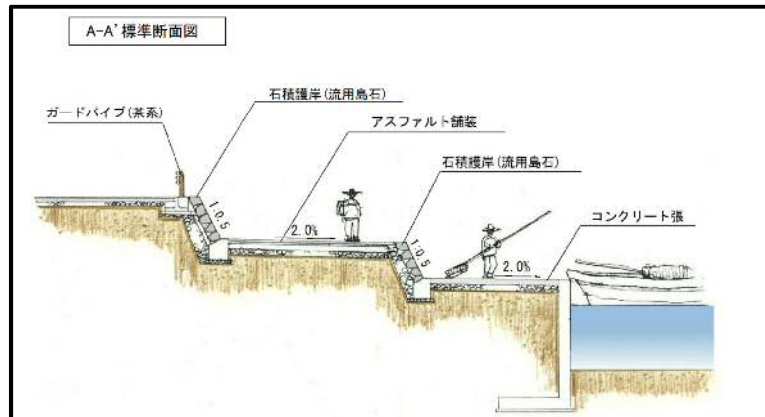 A-A'標準断面図
石積護岸(流用島石)
ガードパイプ(茶系)
アスファルト舗装
石積護岸(流用島石)
コンクリート張
1:0.5
2.0%
1:0.5
2.0%